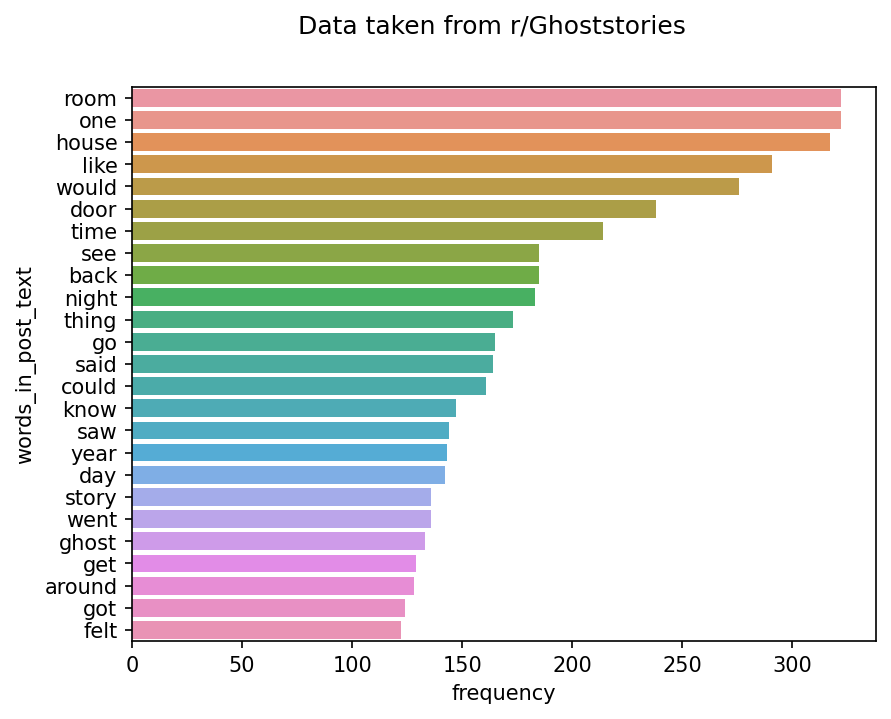 Data taken from r/Ghoststories
words_in_post_text
room
one
house
like
would
door
time
see
back
night
thing
go
said
could
know
saw
year
day
story
went
ghost
get
around
got
felt
0 50 100 150 200 250 300
frequency